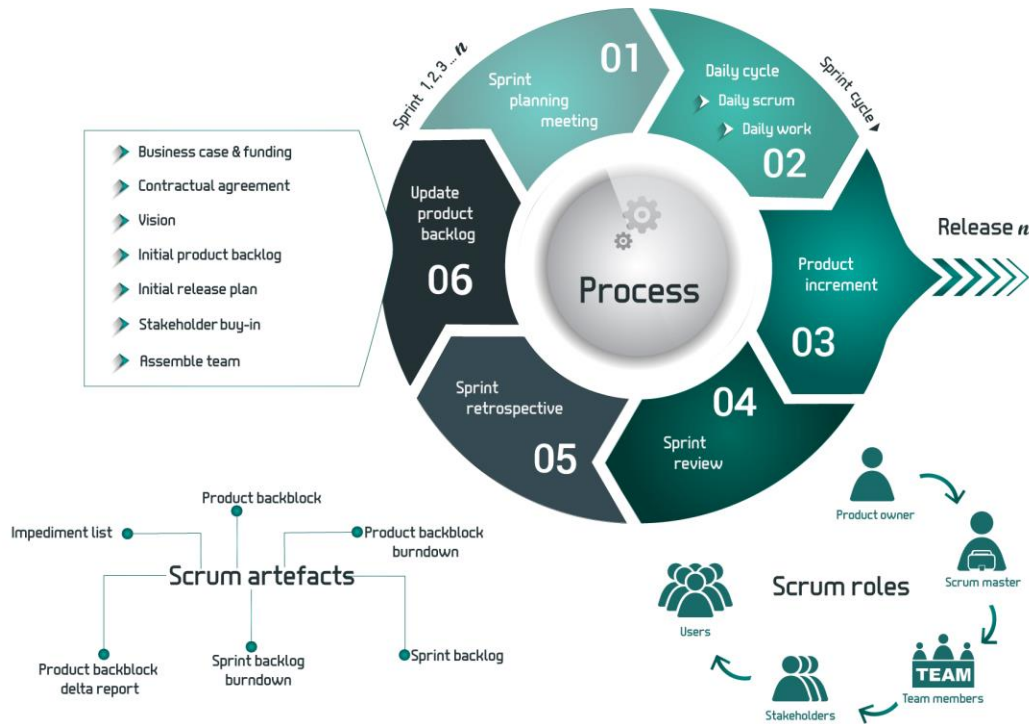 Sprint 1, 2, 3 ... n
01
Sprint
planning
meeting
Daily cycle
Daily scrum
Daily work
02
Sprint cycle
Business case & funding
Contractual agreement
Vision
Initial product backlog
Initial release plan
Stakeholder buy-in
Assemble team
Update
product
backlog
06
Process
Product
increment
03
Release n
Sprint
retrospective
05
04
Sprint
review
Product backblock
Impediment list
Product backblock
burndown
Scrum artefacts
Product backblock
delta report
Sprint backlog
burndown
Sprint backlog
Product owner
Scrum master
Scrum roles
Users
TEAM
Team members
Stakeholders